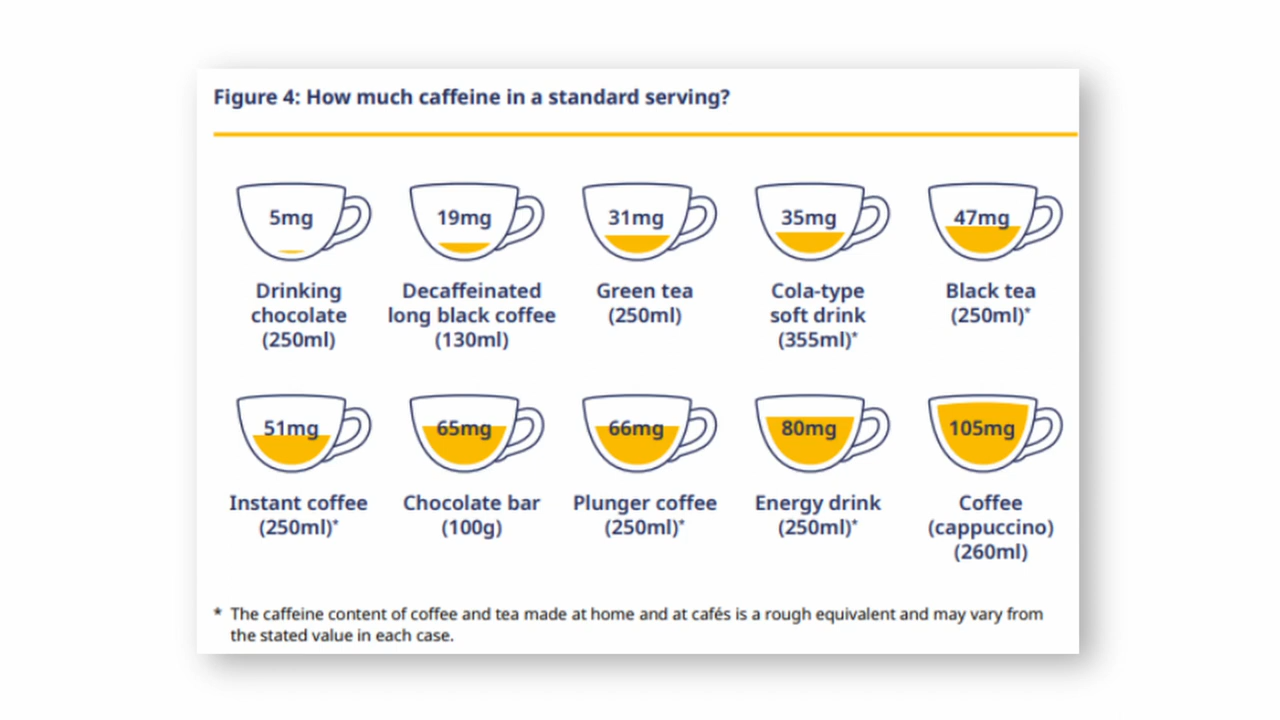 Figure 4: How much caffeine in a standard serving?
5mg
Drinking
chocolate
(250ml)
19mg
Decaffeinated
long black coffee
(130ml)
31mg
Green tea
(250ml)
35mg
Cola-type
soft drink
(355ml)*
47mg
Black tea
(250ml)*
51mg
Instant coffee
(250ml)*
65mg
Chocolate bar
(100g)
66mg
Plunger coffee
(250ml)*
80mg
Energy drink
(250ml)*
105mg
Coffee
(cappuccino)
(260ml)
* The caffeine content of coffee and tea made at home and at cafés is a rough equivalent and may vary from
the stated value in each case.